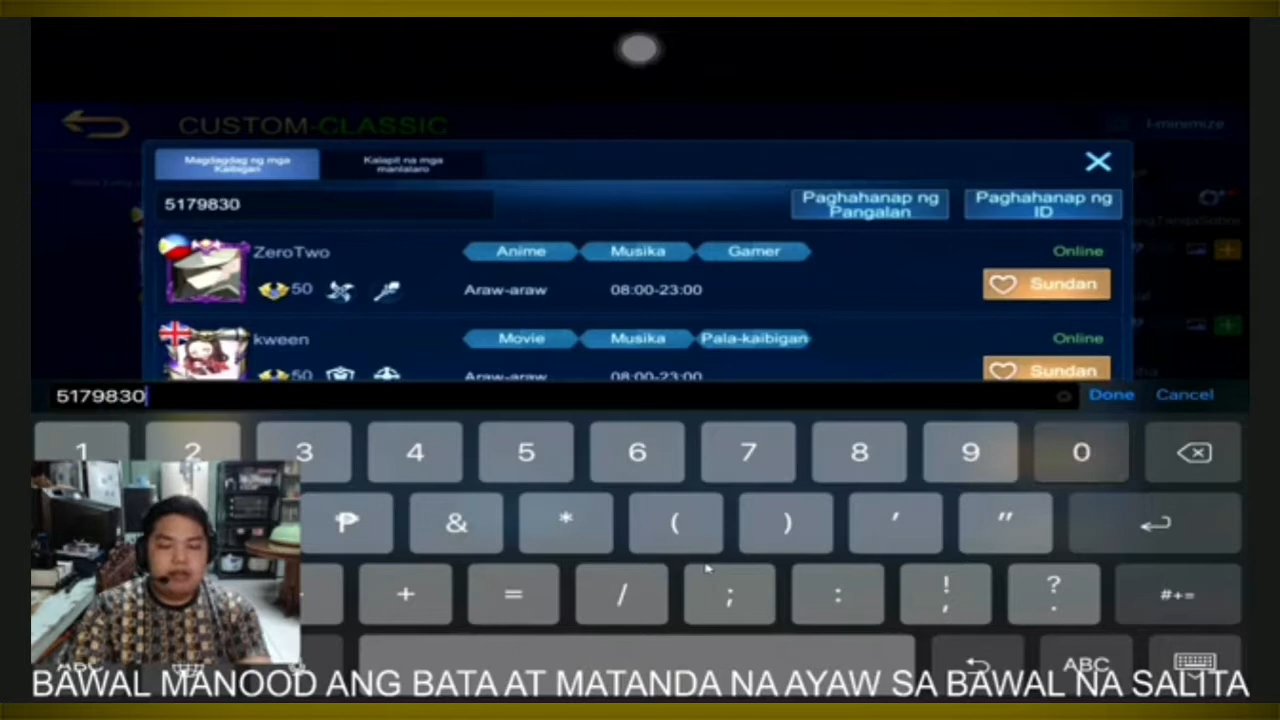 CUSTOM-CLASSIC
I-minimize
Magdagdag ng mga
Kaibigan
Kalapit na mga
manlalaro
5179830
Paghahanap ng
Pangalan
Paghahanap ng
ID
ZeroTwo
Anime
Musika
Gamer
Online
50
Araw-araw
08:00-23:00
Sundan
kween
Movie
Musika
Pala-kaibigan
Online
50
Araw-araw
08:00-23:00
Sundan
5179830
Done
Cancel
1 2 3 4 5 6 7 8 9 0
₱ & * ( ) ' "
+ = / ; : ! , ? . #+=
ABC
ABC
BAWAL MANOOD ANG BATA AT MATANDA NA AYAW SA BAWAL NA SALITA